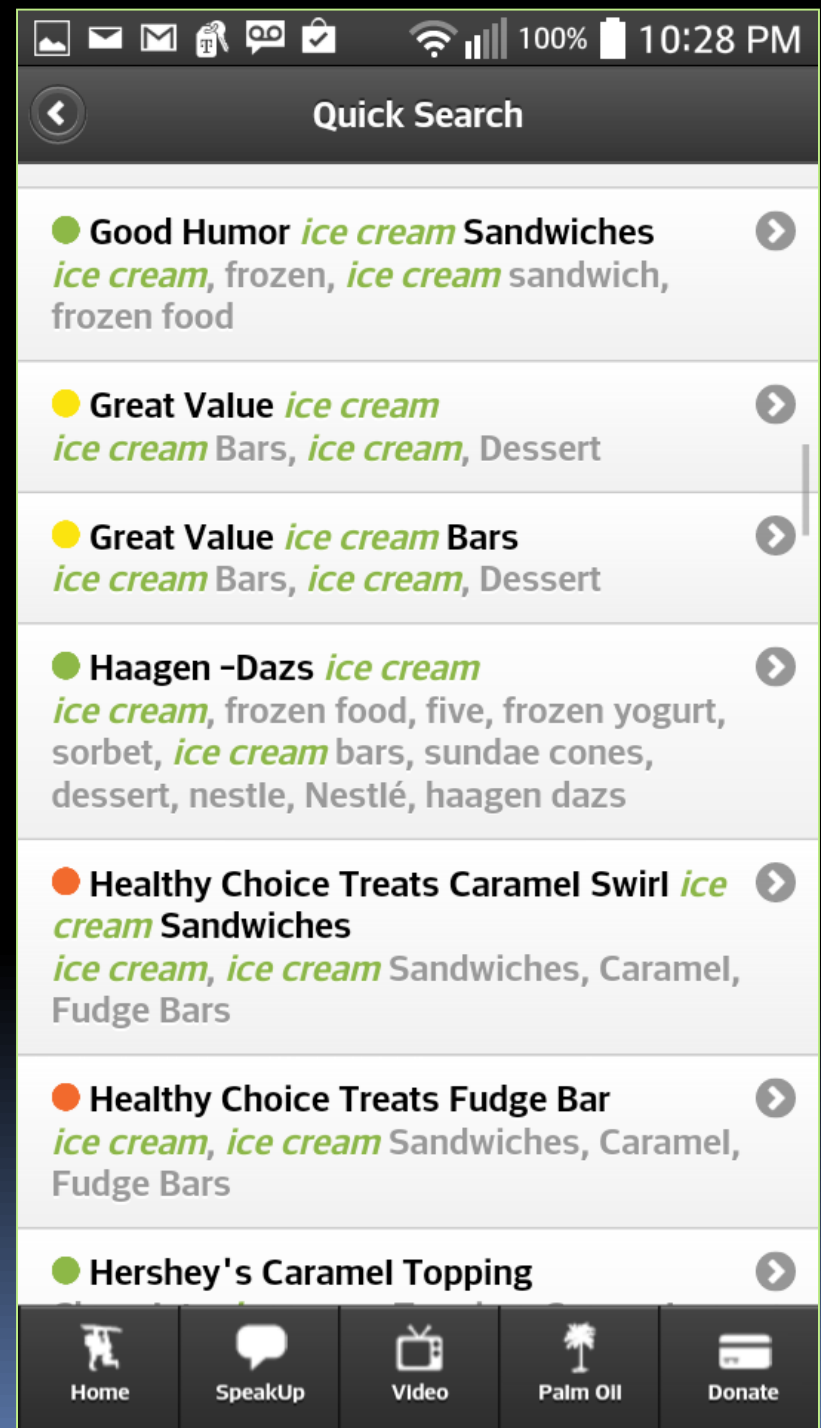 100% 10:28 PM
Quick Search
Good Humor ice cream Sandwiches
ice cream, frozen, ice cream sandwich,
frozen food
Great Value ice cream
ice cream Bars, ice cream, Dessert
Great Value ice cream Bars
ice cream Bars, ice cream, Dessert
Haagen -Dazs ice cream
ice cream, frozen food, five, frozen yogurt,
sorbet, ice cream bars, sundae cones,
dessert, nestle, Nestlé, haagen dazs
Healthy Choice Treats Caramel Swirl ice
cream Sandwiches
ice cream, ice cream Sandwiches, Caramel,
Fudge Bars
Healthy Choice Treats Fudge Bar
ice cream, ice cream Sandwiches, Caramel,
Fudge Bars
Hershey's Caramel Topping
Home SpeakUp Video Palm Oil Donate